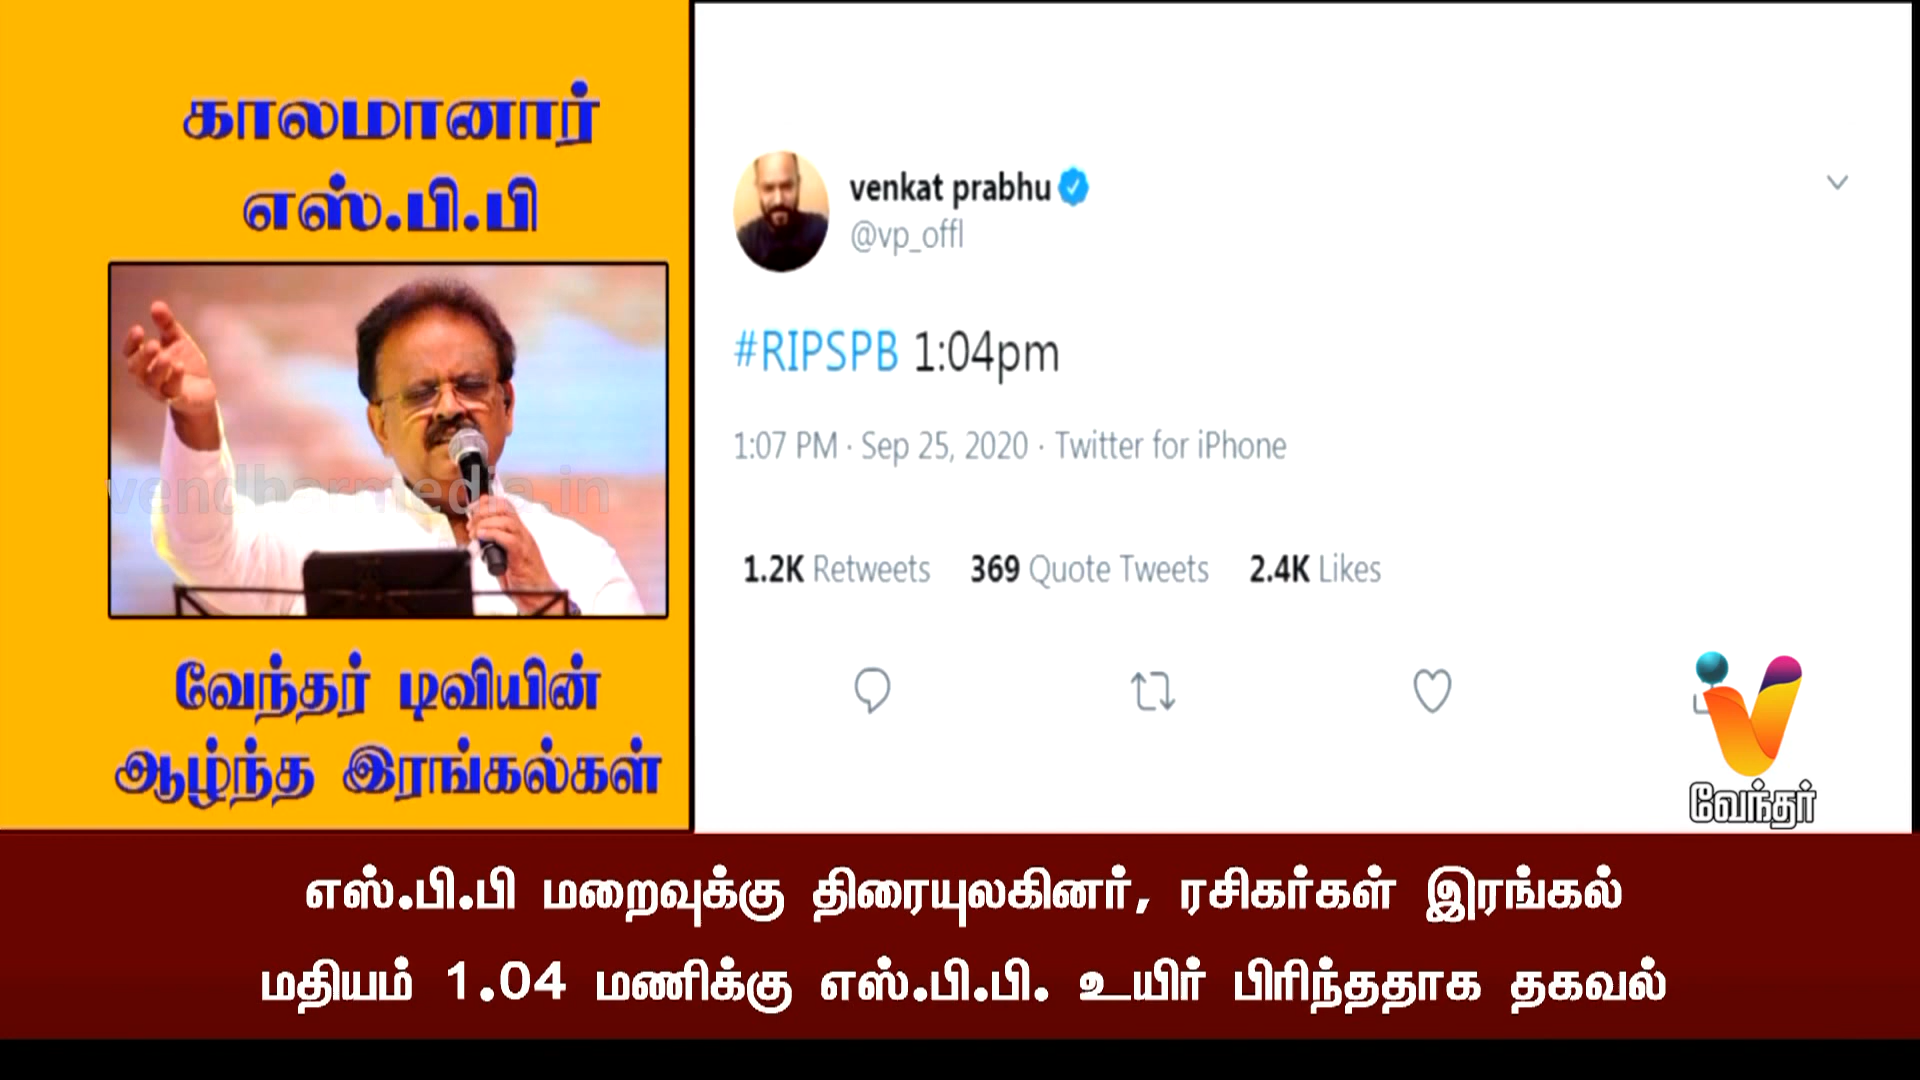 காலமானார்
எஸ்.பி.பி
vendharmedia.in
வேந்தர் டிவியின்
ஆழ்ந்த இரங்கல்கள்
venkat prabhu
@vp_offl
#RIPSPB 1:04pm
1:07 PM · Sep 25, 2020 · Twitter for iPhone
1.2K Retweets 369 Quote Tweets 2.4K Likes
வேந்தர்
எஸ்.பி.பி மறைவுக்கு திரையுலகினர், ரசிகர்கள் இரங்கல்
மதியம் 1.04 மணிக்கு எஸ்.பி.பி. உயிர் பிரிந்ததாக தகவல்